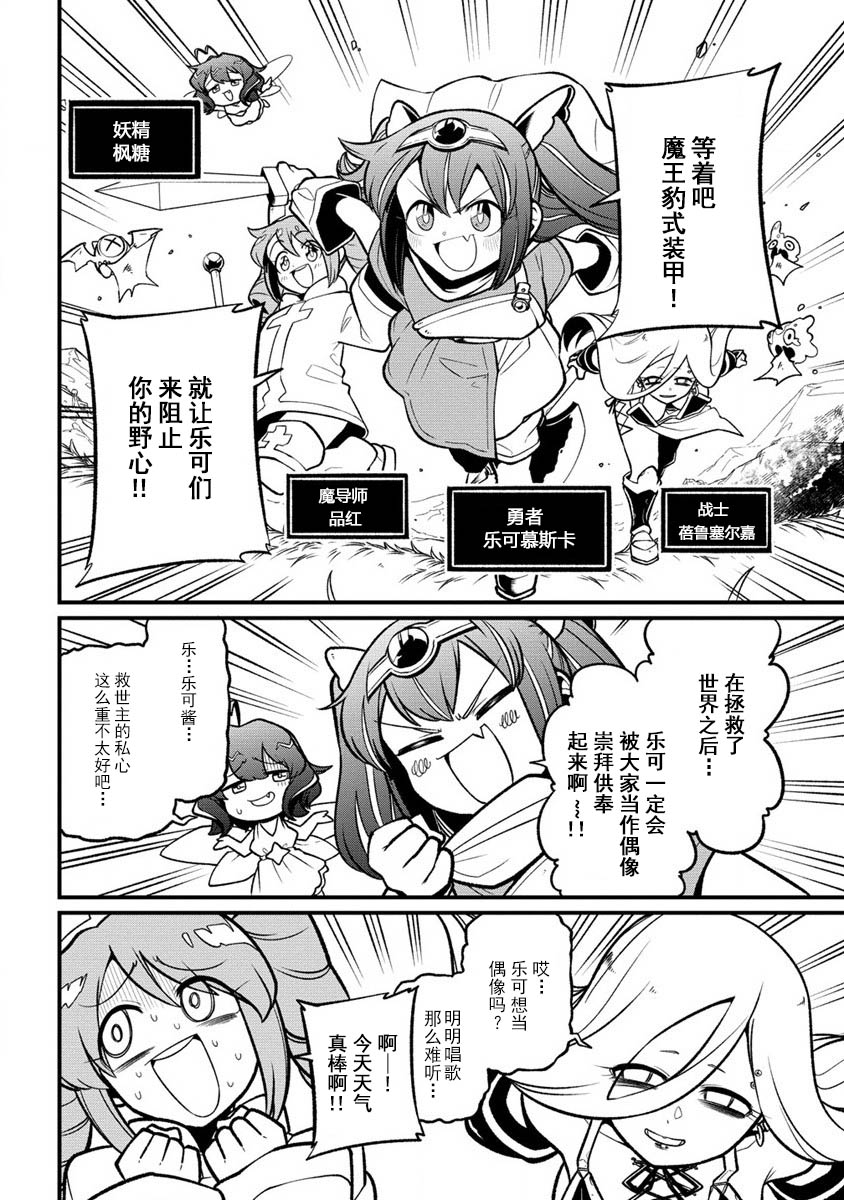 等着吧
魔王豹式装甲！
妖精
枫糖
就让乐可们
来阻止
你的野心!!
魔导师
品红
勇者
乐可慕斯卡
战士
蓓鲁塞尔嘉
在拯救了
世界之后…
乐可一定会
被大家当作偶像
崇拜供奉
起来啊~~!!
乐…乐可酱…
救世主的私心
这么重不太好吧…
哎…
乐可想当
偶像吗？
明明唱歌
那么难听…
啊—！
今天天气
真棒啊!!